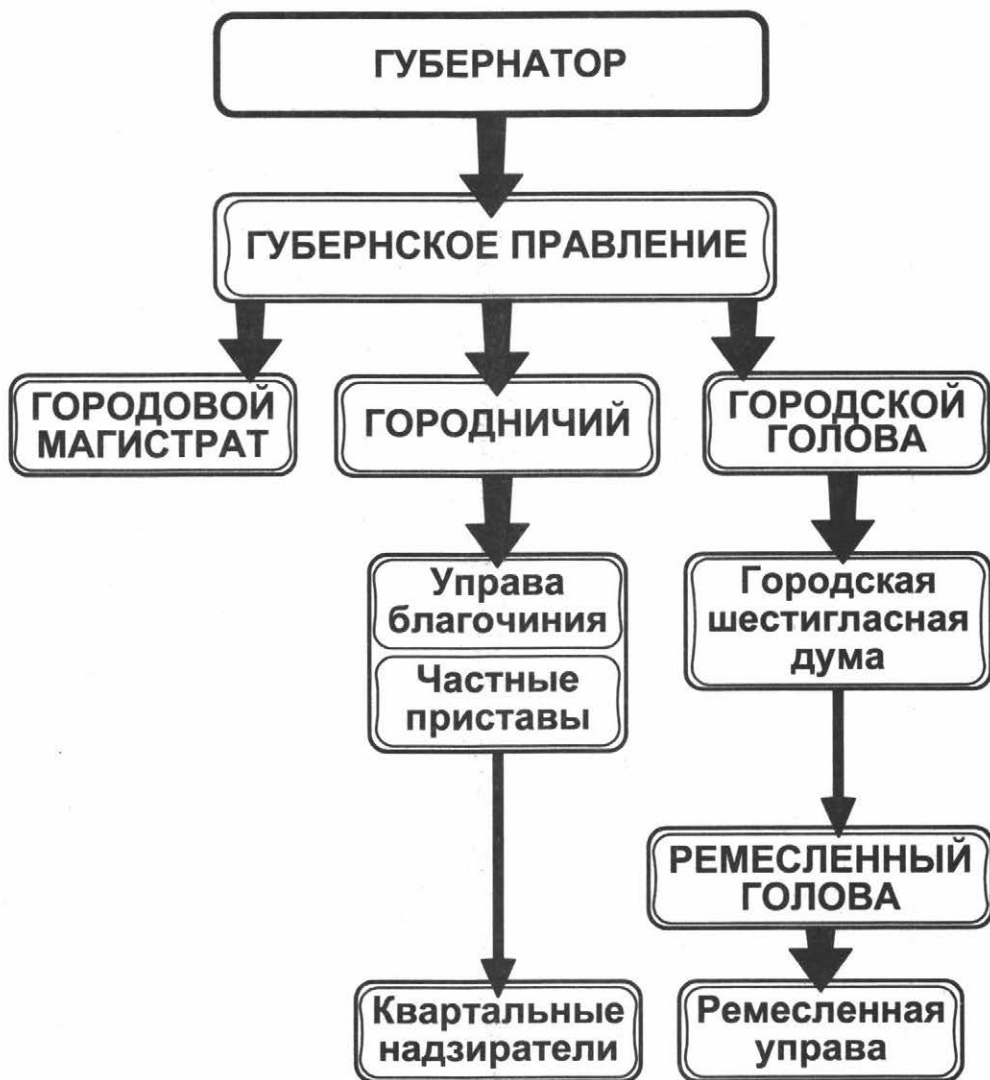 ГУБЕРНАТОР
ГУБЕРНСКОЕ ПРАВЛЕНИЕ
ГОРОДОВОЙ
МАГИСТРАТ
ГОРОДНИЧИЙ
ГОРОДСКОЙ
ГОЛОВА
Управа
благочиния
Частные
приставы
Городская
шестигласная
дума
РЕМЕСЛЕННЫЙ
ГОЛОВА
Квартальные
надзиратели
Ремесленная
управа